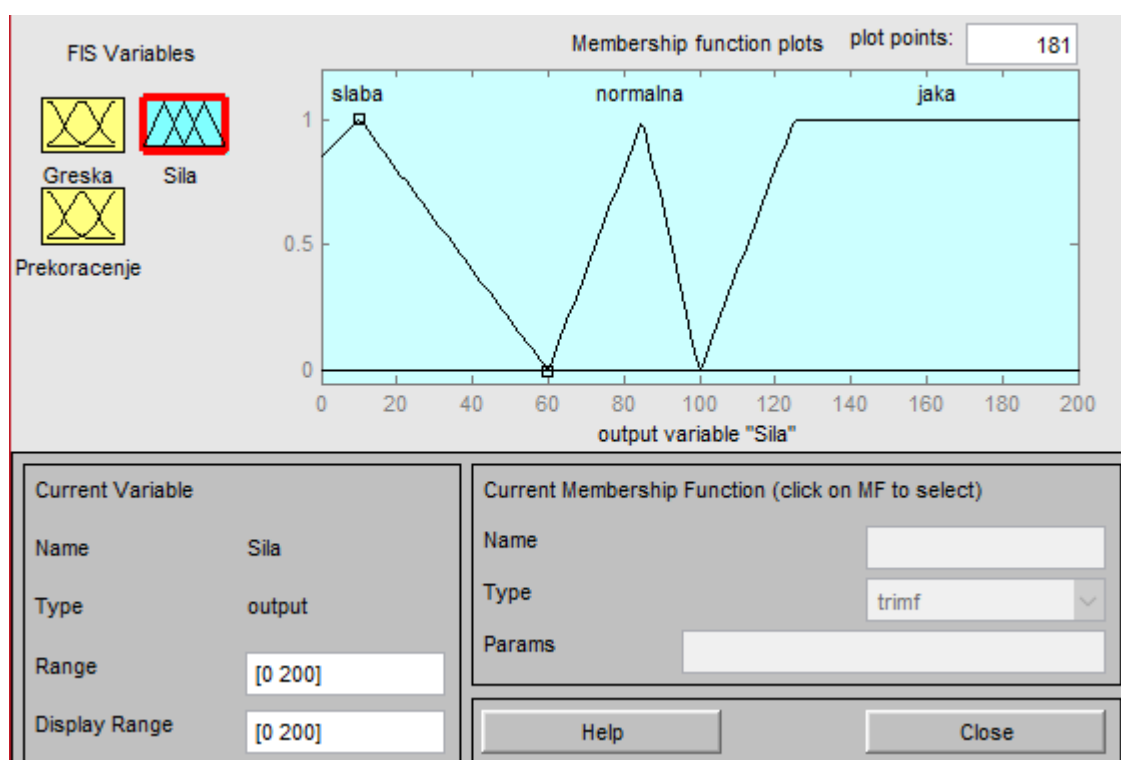 FIS Variables
Membership function plots
plot points:
181
Greska
Sila
Prekoracenje
slaba
normalna
jaka
1
0.5
0
0 20 40 60 80 100 120 140 160 180 200
output variable "Sila"
Current Variable
Name Sila
Type output
Range [0 200]
Display Range [0 200]
Current Membership Function (click on MF to select)
Name
Type trimf
Params
Help
Close